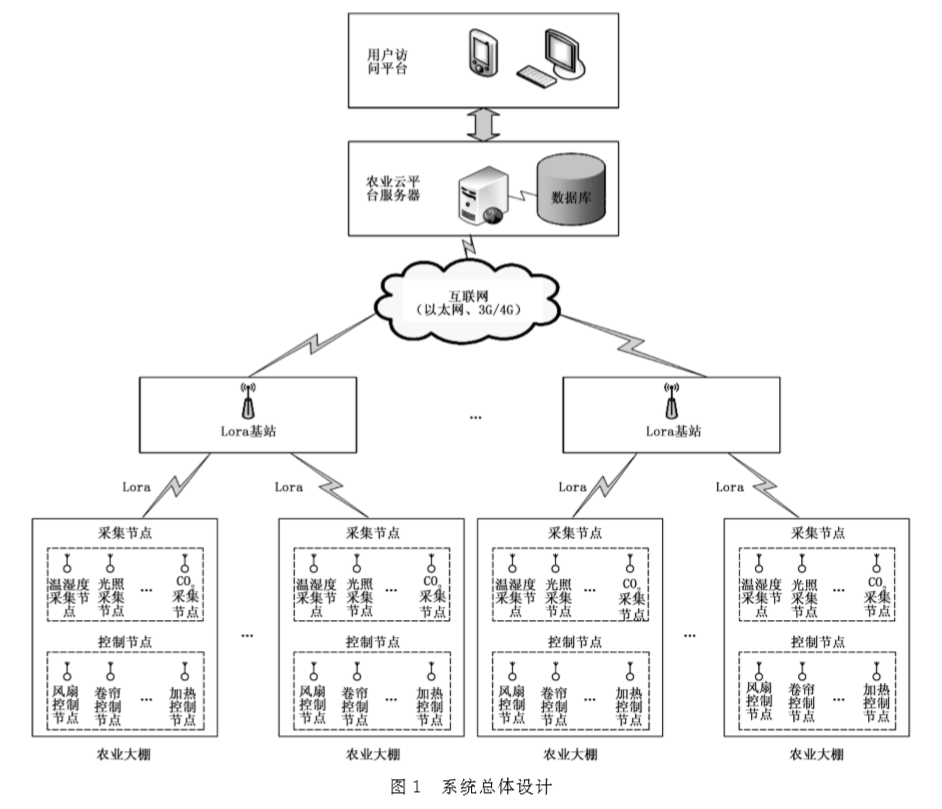 用户访
问平台
农业云平
台服务器
数据库
互联网
（以太网、3G/4G）
Lora基站
...
Lora基站
Lora
Lora
Lora
Lora
采集节点
温湿度
采集节
点
光照
采集
节点
...
CO₂
采集
节点
控制节点
风扇
控制
节点
卷帘
控制
节点
...
加热
控制
节点
农业大棚
...
采集节点
温湿度
采集节
点
光照
采集
节点
...
CO₂
采集
节点
控制节点
风扇
控制
节点
卷帘
控制
节点
...
加热
控制
节点
农业大棚
采集节点
温湿度
采集节
点
光照
采集
节点
...
CO₂
采集
节点
控制节点
风扇
控制
节点
卷帘
控制
节点
...
加热
控制
节点
农业大棚
...
采集节点
温湿度
采集节
点
光照
采集
节点
...
CO₂
采集
节点
控制节点
风扇
控制
节点
卷帘
控制
节点
...
加热
控制
节点
农业大棚
图 1 系统总体设计